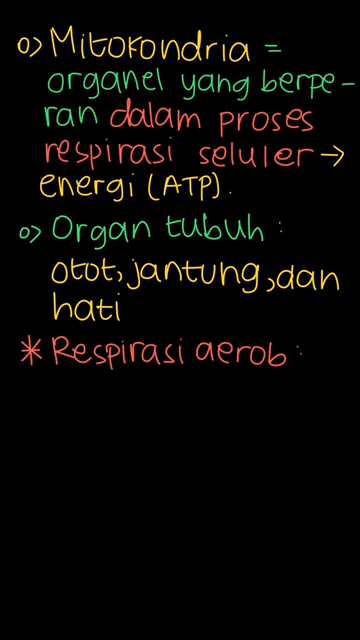 o> Mitokondria =
organel yang berpe-
ran dalam proses
respirasi seluler →
energi (ATP).
o> Organ tubuh :
otot, jantung, dan
hati
* Respirasi aerob :